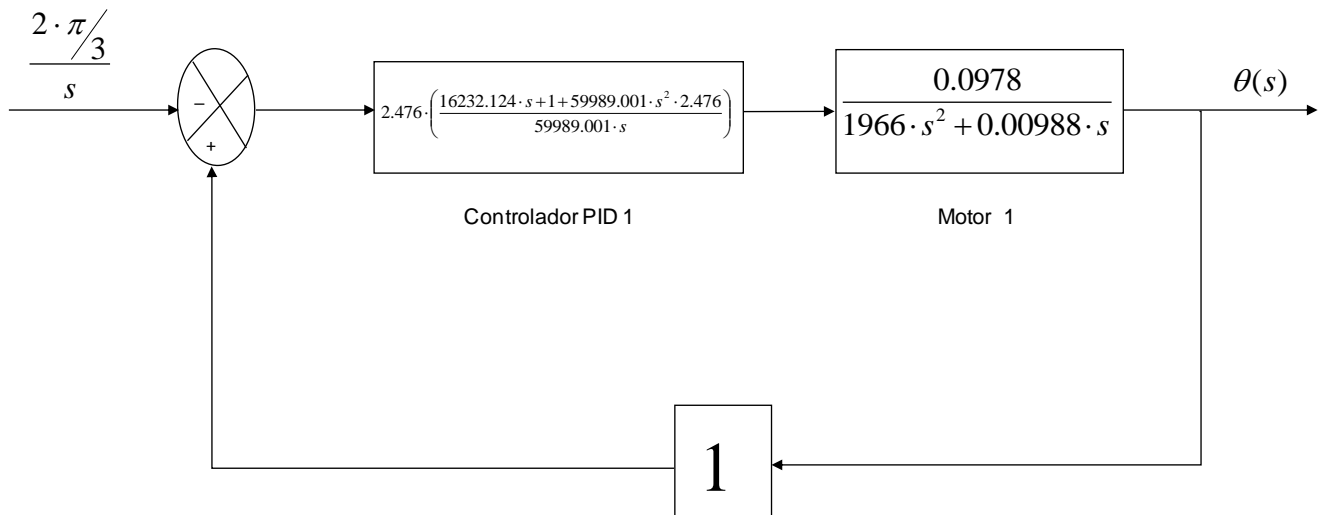 2·π/3
s
−
+
2.476·(16232.124·s+1+59989.001·s²·2.476
59989.001·s)
0.0978
1966·s²+0.00988·s
θ(s)
Controlador PID 1
Motor 1
1